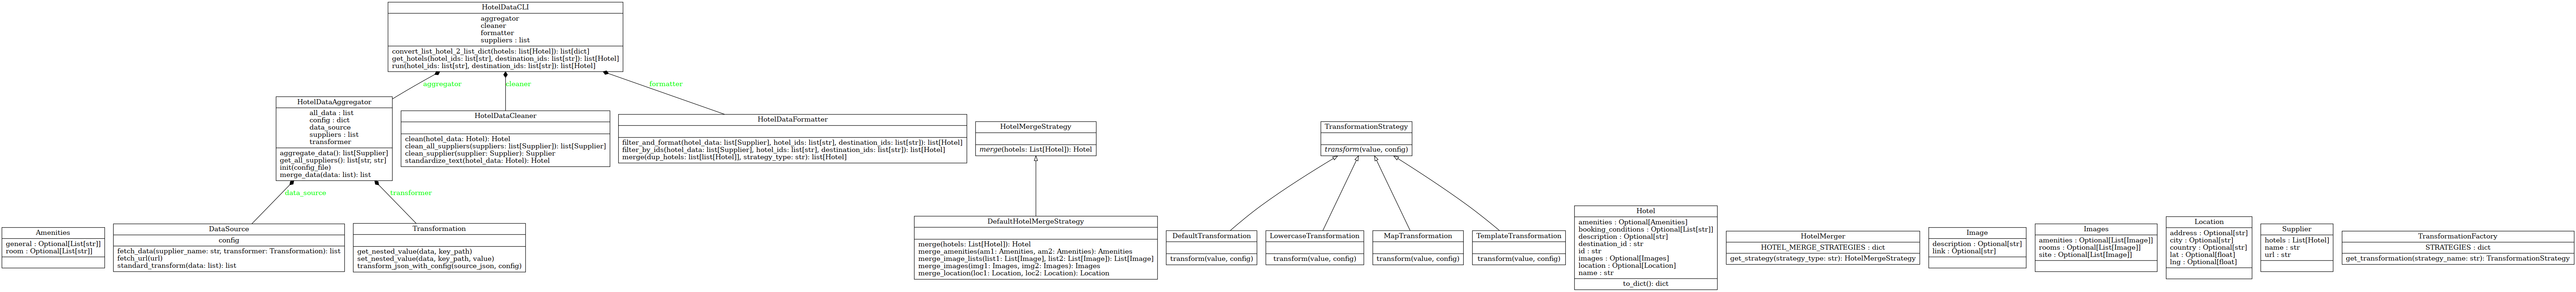 HotelDataCLI
aggregator
cleaner
formatter
suppliers : list
convert_list_hotel_2_list_dict(hotels: list[Hotel]): list[dict]
get_hotels(hotel_ids: list[str], destination_ids: list[str]): list[Hotel]
run(hotel_ids: list[str], destination_ids: list[str]): list[Hotel]
aggregator
cleaner
formatter
HotelDataAggregator
all_data : list
config : dict
data_source
suppliers : list
transformer
aggregate_data(): list[Supplier]
get_all_suppliers(): list[str, str]
init(config_file)
merge_data(data: list): list
HotelDataCleaner
clean(hotel_data: Hotel): Hotel
clean_all_suppliers(suppliers: list[Supplier]): list[Supplier]
clean_supplier(supplier: Supplier): Supplier
standardize_text(hotel_data: Hotel): Hotel
HotelDataFormatter
filter_and_format(hotel_data: list[Supplier], hotel_ids: list[str], destination_ids: list[str]): list[Hotel]
filter_by_ids(hotel_data: list[Supplier], hotel_ids: list[str], destination_ids: list[str]): list[Hotel]
merge(dup_hotels: list[list[Hotel]], strategy_type: str): list[Hotel]
HotelMergeStrategy
merge(hotels: List[Hotel]): Hotel
TransformationStrategy
transform(value, config)
data_source
transformer
Amenities
general : Optional[List[str]]
room : Optional[List[str]]
DataSource
config
fetch_data(supplier_name: str, transformer: Transformation): list
fetch_url(url)
standard_transform(data: list): list
Transformation
get_nested_value(data, key_path)
set_nested_value(data, key_path, value)
transform_json_with_config(source_json, config)
DefaultHotelMergeStrategy
merge(hotels: List[Hotel]): Hotel
merge_amenities(am1: Amenities, am2: Amenities): Amenities
merge_image_lists(list1: List[Image], list2: List[Image]): List[Image]
merge_images(img1: Images, img2: Images): Images
merge_location(loc1: Location, loc2: Location): Location
DefaultTransformation
transform(value, config)
LowercaseTransformation
transform(value, config)
MapTransformation
transform(value, config)
TemplateTransformation
transform(value, config)
Hotel
amenities : Optional[Amenities]
booking_conditions : Optional[List[str]]
description : Optional[str]
destination_id : str
id : str
images : Optional[Images]
location : Optional[Location]
name : str
to_dict(): dict
HotelMerger
HOTEL_MERGE_STRATEGIES : dict
get_strategy(strategy_type: str): HotelMergeStrategy
Image
description : Optional[str]
link : Optional[str]
Images
amenities : Optional[List[Image]]
rooms : Optional[List[Image]]
site : Optional[List[Image]]
Location
address : Optional[str]
city : Optional[str]
country : Optional[str]
lat : Optional[float]
lng : Optional[float]
Supplier
hotels : List[Hotel]
name : str
url : str
TransformationFactory
STRATEGIES : dict
get_transformation(strategy_name: str): TransformationStrategy